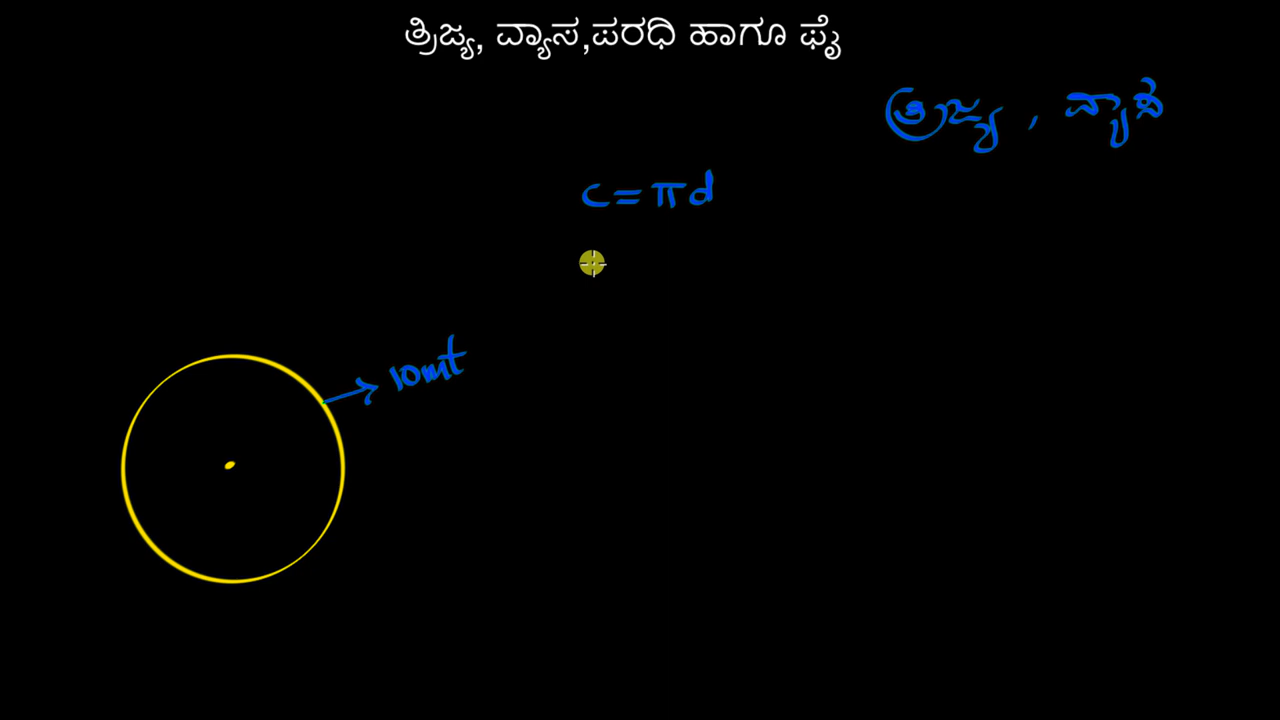 ತ್ರಿಜ್ಯ, ವ್ಯಾಸ,ಪರಧಿ ಹಾಗೂ ಫೈ
ತ್ರಿಜ್ಯ , ವ್ಯಾಸ
c = πd
10mt